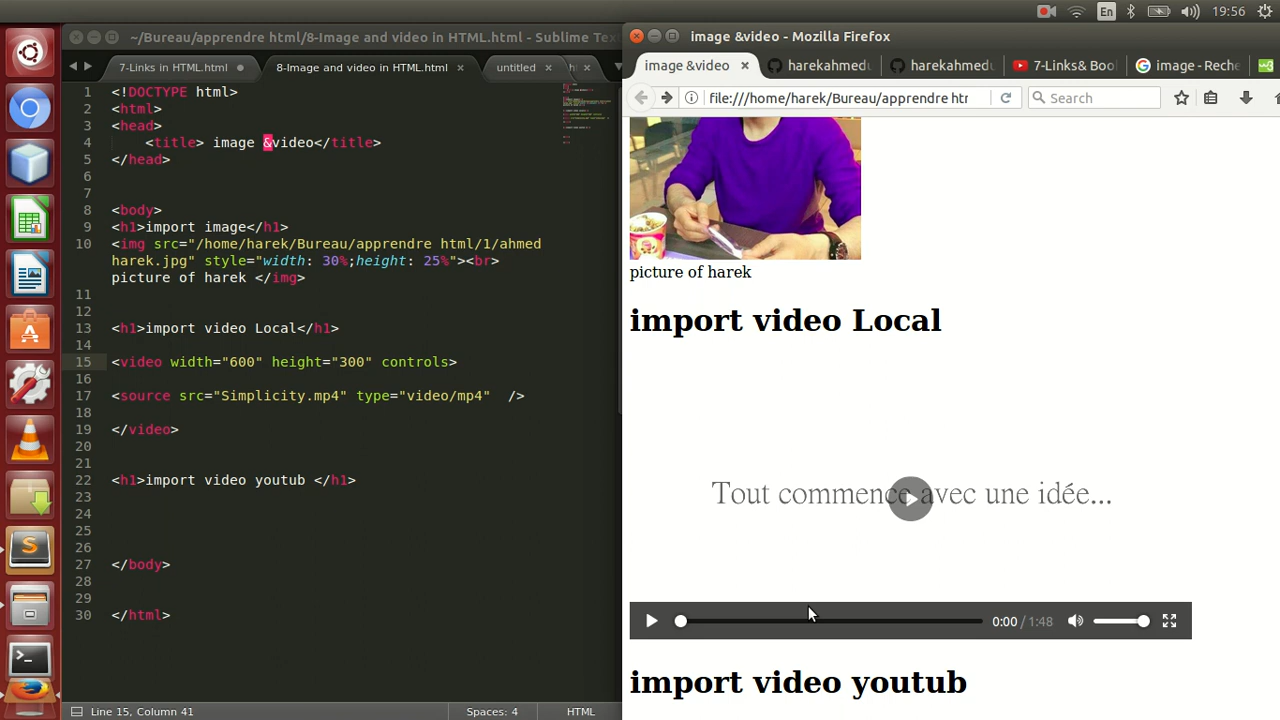 En
19:56
~/Bureau/apprendre html/8-Image and video in HTML.html - Sublime Tex
7-Links in HTML.html
8-Image and video in HTML.html
untitled
1 <!DOCTYPE html>
2 <html>
3 <head>
4 <title> image &video</title>
5 </head>
6
7
8 <body>
9 <h1>import image</h1>
10 <img src="/home/harek/Bureau/apprendre html/1/ahmed
harek.jpg" style="width: 30%;height: 25%"><br>
picture of harek </img>
11
12
13 <h1>import video Local</h1>
14
15 <video width="600" height="300" controls>
16
17 <source src="Simplicity.mp4" type="video/mp4"  />
18
19 </video>
20
21
22 <h1>import video youtub </h1>
23
24
25
26
27 </body>
28
29
30 </html>
Line 15, Column 41
Spaces: 4
HTML
image &video - Mozilla Firefox
image &video
harekahmedu
harekahmedu
7-Links& Bool
image - Reche
file:///home/harek/Bureau/apprendre htr
Search
picture of harek
import video Local
Tout commence avec une idée...
0:00 / 1:48
import video youtub